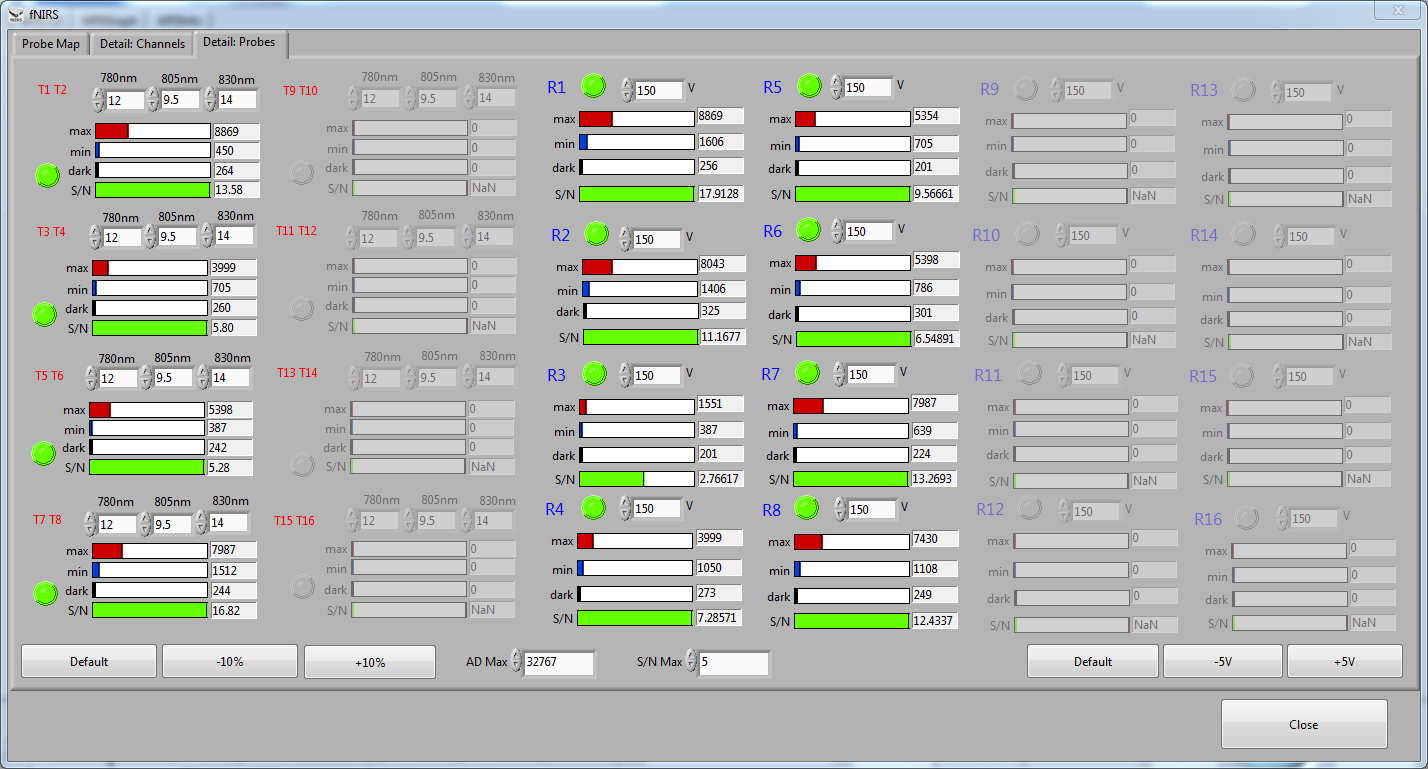 fNIRS
Probe Map Detail: Channels Detail: Probes
T1 T2
780nm 805nm 830nm
12 9.5 14
max 8869
min 450
dark 264
S/N 13.58
T3 T4
780nm 805nm 830nm
12 9.5 14
max 3999
min 705
dark 260
S/N 5.80
T5 T6
780nm 805nm 830nm
12 9.5 14
max 5398
min 387
dark 242
S/N 5.28
T7 T8
780nm 805nm 830nm
12 9.5 14
max 7987
min 1512
dark 244
S/N 16.82
T9 T10
780nm 805nm 830nm
12 9.5 14
max 0
min 0
dark 0
S/N NaN
T11 T12
780nm 805nm 830nm
12 9.5 14
max 0
min 0
dark 0
S/N NaN
T13 T14
780nm 805nm 830nm
12 9.5 14
max 0
min 0
dark 0
S/N NaN
T15 T16
780nm 805nm 830nm
12 9.5 14
max 0
min 0
dark 0
S/N NaN
R1 150 V
max 8869
min 1606
dark 256
S/N 17.9128
R2 150 V
max 8043
min 1406
dark 325
S/N 11.1677
R3 150 V
max 1551
min 387
dark 201
S/N 2.76617
R4 150 V
max 3999
min 1050
dark 273
S/N 7.28571
R5 150 V
max 5354
min 705
dark 201
S/N 9.56661
R6 150 V
max 5398
min 786
dark 301
S/N 6.54891
R7 150 V
max 7987
min 639
dark 224
S/N 13.2693
R8 150 V
max 7430
min 1108
dark 249
S/N 12.4337
R9 150 V
max 0
min 0
dark 0
S/N NaN
R10 150 V
max 0
min 0
dark 0
S/N NaN
R11 150 V
max 0
min 0
dark 0
S/N NaN
R12 150 V
max 0
min 0
dark 0
S/N NaN
R13 150 V
max 0
min 0
dark 0
S/N NaN
R14 150 V
max 0
min 0
dark 0
S/N NaN
R15 150 V
max 0
min 0
dark 0
S/N NaN
R16 150 V
max 0
min 0
dark 0
S/N NaN
Default -10% +10% AD Max 32767 S/N Max 5 Default -5V +5V
Close